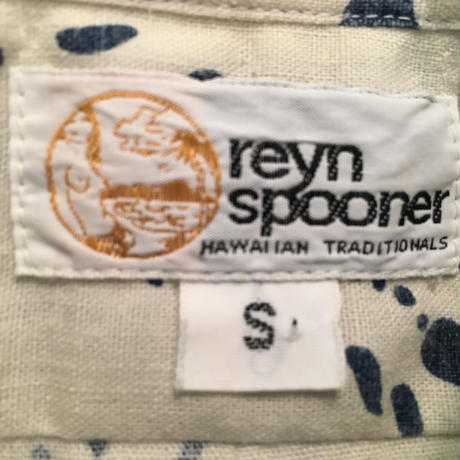 reyn
spooner
HAWAIIAN TRADITIONALS
S